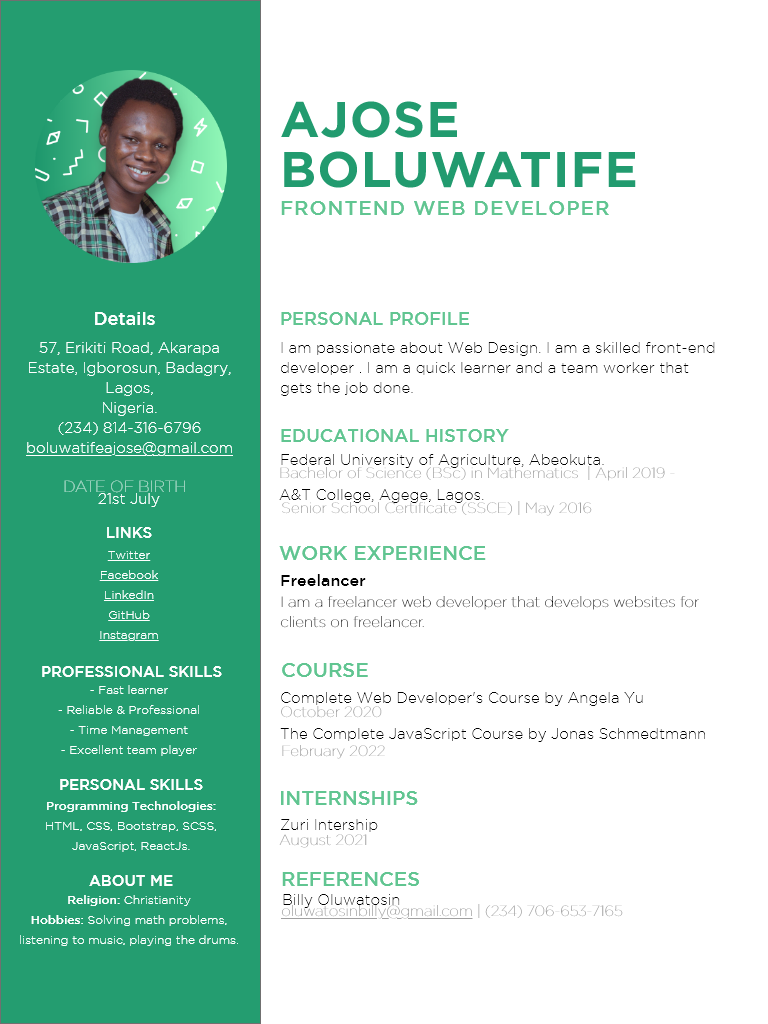 AJOSE
BOLUWATIFE
FRONTEND WEB DEVELOPER
Details
57, Erikiti Road, Akarapa
Estate, Igborosun, Badagry,
Lagos,
Nigeria.
(234) 814-316-6796
boluwatifeajose@gmail.com
DATE OF BIRTH
21st July
LINKS
Twitter
Facebook
LinkedIn
GitHub
Instagram
PROFESSIONAL SKILLS
- Fast learner
- Reliable & Professional
- Time Management
- Excellent team player
PERSONAL SKILLS
Programming Technologies:
HTML, CSS, Bootstrap, SCSS,
JavaScript, ReactJs.
ABOUT ME
Religion: Christianity
Hobbies: Solving math problems,
listening to music, playing the drums.
PERSONAL PROFILE
I am passionate about Web Design. I am a skilled front-end
developer . I am a quick learner and a team worker that
gets the job done.
EDUCATIONAL HISTORY
Federal University of Agriculture, Abeokuta.
Bachelor of Science (BSc) in Mathematics | April 2019 -
A&T College, Agege, Lagos.
Senior School Certificate (SSCE) | May 2016
WORK EXPERIENCE
Freelancer
I am a freelancer web developer that develops websites for
clients on freelancer.
COURSE
Complete Web Developer's Course by Angela Yu
October 2020
The Complete JavaScript Course by Jonas Schmedtmann
February 2022
INTERNSHIPS
Zuri Intership
August 2021
REFERENCES
Billy Oluwatosin
oluwatosinbilly@gmail.com | (234) 706-653-7165